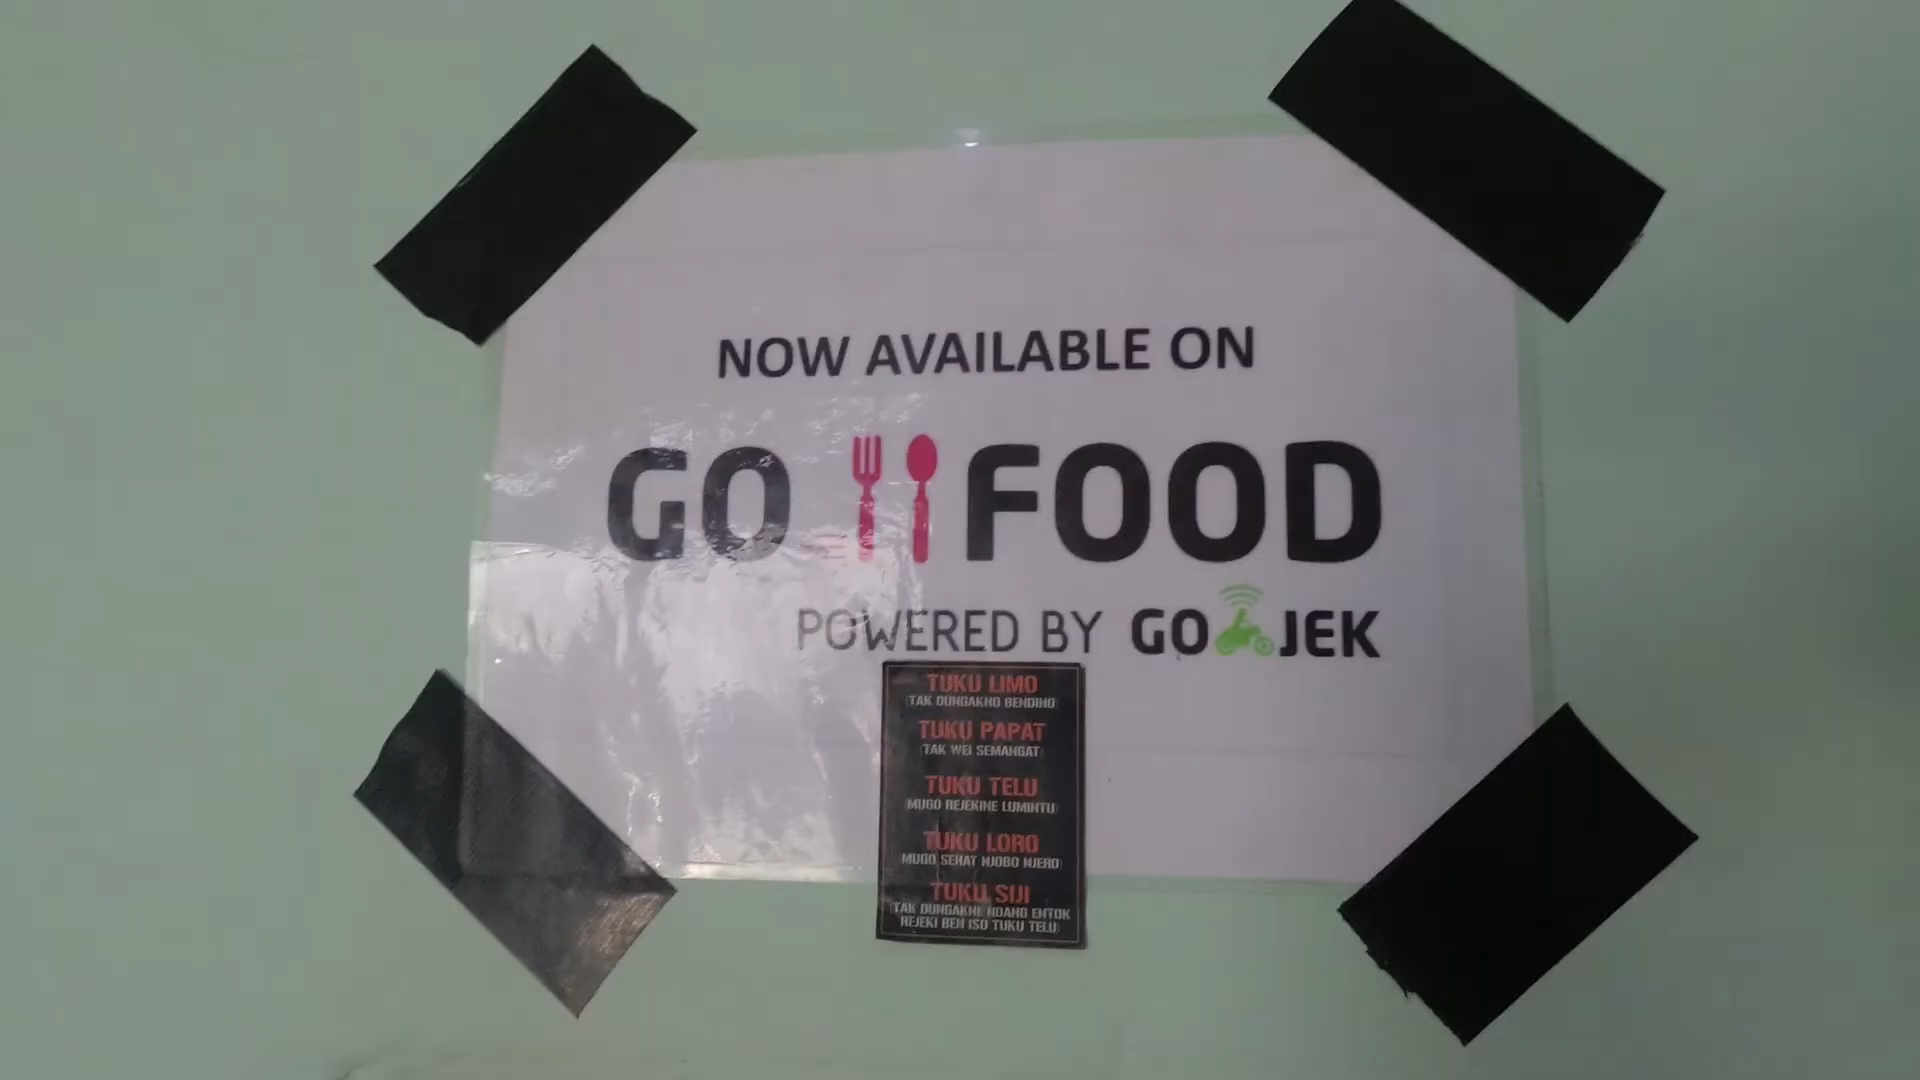 NOW AVAILABLE ON
GO FOOD
POWERED BY GO JEK
TUKU LIMO
(TAK DUNGAKNO BENDINO)
TUKU PAPAT
(TAK WEI SEMANGAT)
TUKU TELU
(MUGO REJEKINE LUMINTU)
TUKU LORO
(MUGO SEHAT NJOBO NJERO)
TUKU SIJI
(TAK DUNGAKNE NDANG ENTOK
REJEKI BEN ISO TUKU TELU)